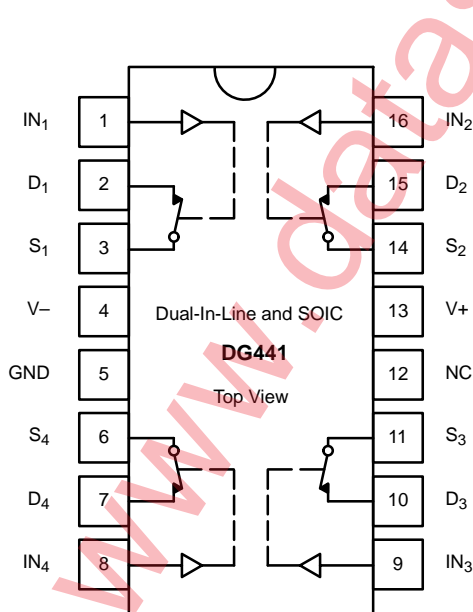 IN1 1 16 IN2
D1 2 15 D2
S1 3 14 S2
V– 4 13 V+
Dual-In-Line and SOIC
DG441
GND 5 12 NC
Top View
S4 6 11 S3
D4 7 10 D3
IN4 8 9 IN3
www.data